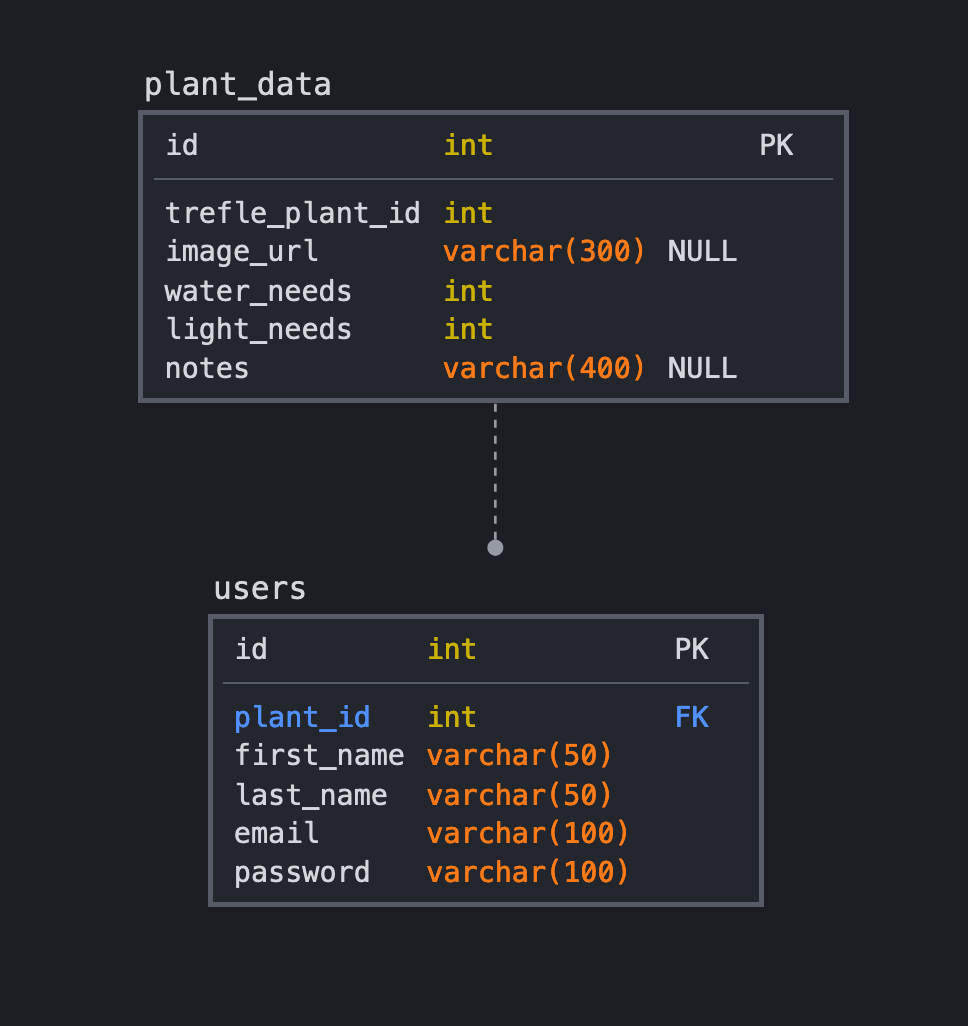 plant_data
id int PK
trefle_plant_id int
image_url varchar(300) NULL
water_needs int
light_needs int
notes varchar(400) NULL
users
id int PK
plant_id int FK
first_name varchar(50)
last_name varchar(50)
email varchar(100)
password varchar(100)